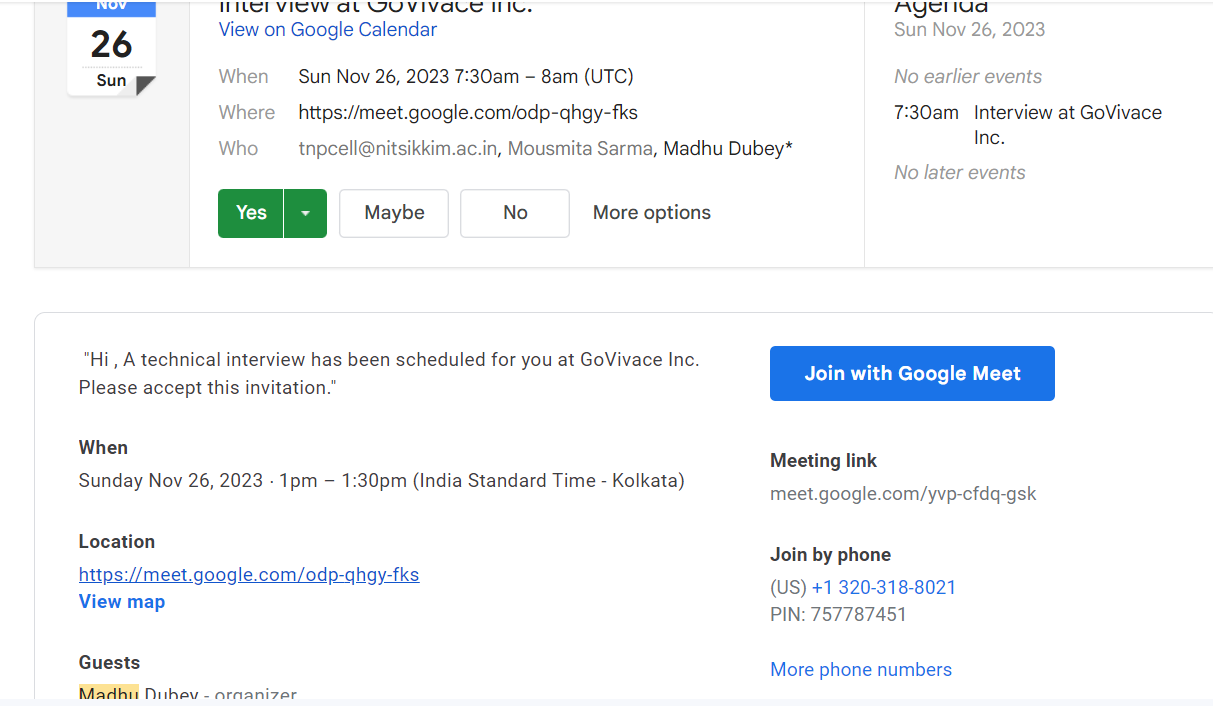 Nov
26
Sun
Interview at GoVivace Inc.
View on Google Calendar
When Sun Nov 26, 2023 7:30am – 8am (UTC)
Where https://meet.google.com/odp-qhgy-fks
Who tnpcell@nitsikkim.ac.in, Mousmita Sarma, Madhu Dubey*
Yes Maybe No More options
Agenda
Sun Nov 26, 2023
No earlier events
7:30am Interview at GoVivace
Inc.
No later events
"Hi , A technical interview has been scheduled for you at GoVivace Inc.
Please accept this invitation."
When
Sunday Nov 26, 2023 · 1pm – 1:30pm (India Standard Time - Kolkata)
Location
https://meet.google.com/odp-qhgy-fks
View map
Guests
Madhu Dubey - organizer
Join with Google Meet
Meeting link
meet.google.com/yvp-cfdq-gsk
Join by phone
(US) +1 320-318-8021
PIN: 757787451
More phone numbers